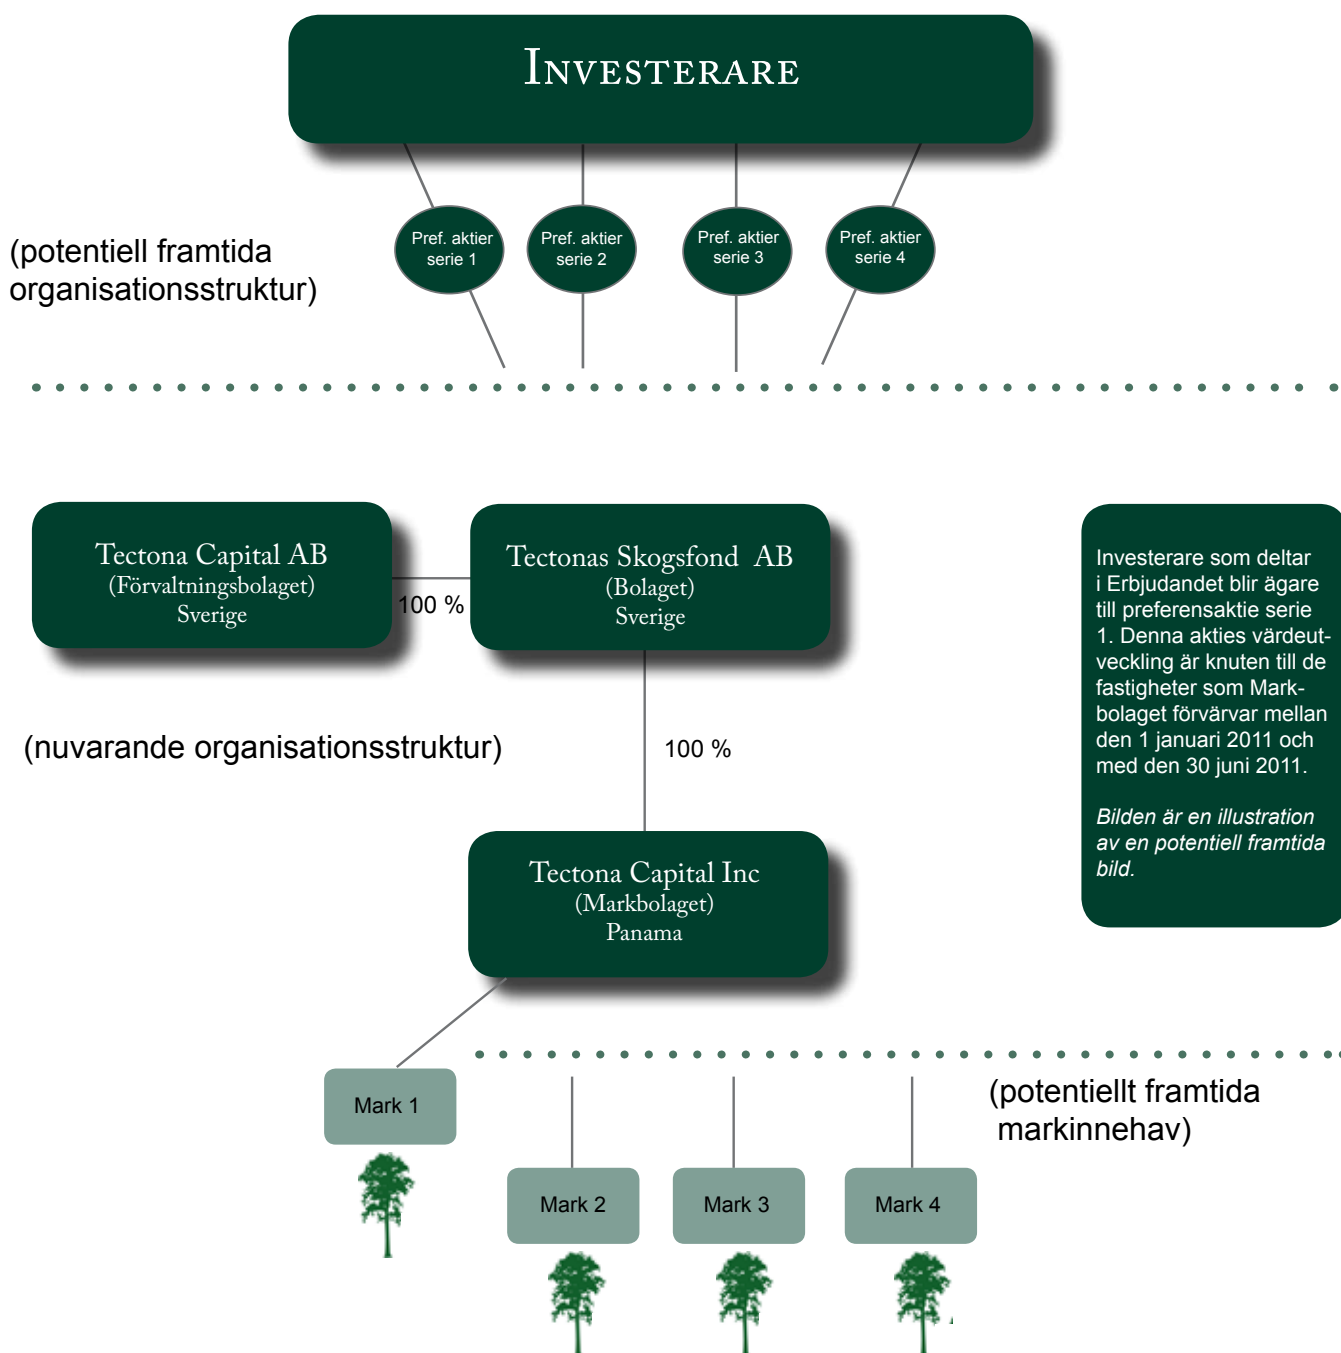 INVESTERARE
Pref. aktier
serie 1
Pref. aktier
serie 2
Pref. aktier
serie 3
Pref. aktier
serie 4
(potentiell framtida
organisationsstruktur)
Tectona Capital AB
(Förvaltningsbolaget)
Sverige
100 %
Tectonas Skogsfond AB
(Bolaget)
Sverige
Investerare som deltar
i Erbjudandet blir ägare
till preferensaktie serie
1. Denna akties värdeut-
veckling är knuten till de
fastigheter som Mark-
bolaget förvärvar mellan
den 1 januari 2011 och
med den 30 juni 2011.
Bilden är en illustration
av en potentiell framtida
bild.
(nuvarande organisationsstruktur)
100 %
Tectona Capital Inc
(Markbolaget)
Panama
(potentiellt framtida
markinnehav)
Mark 1
Mark 2
Mark 3
Mark 4